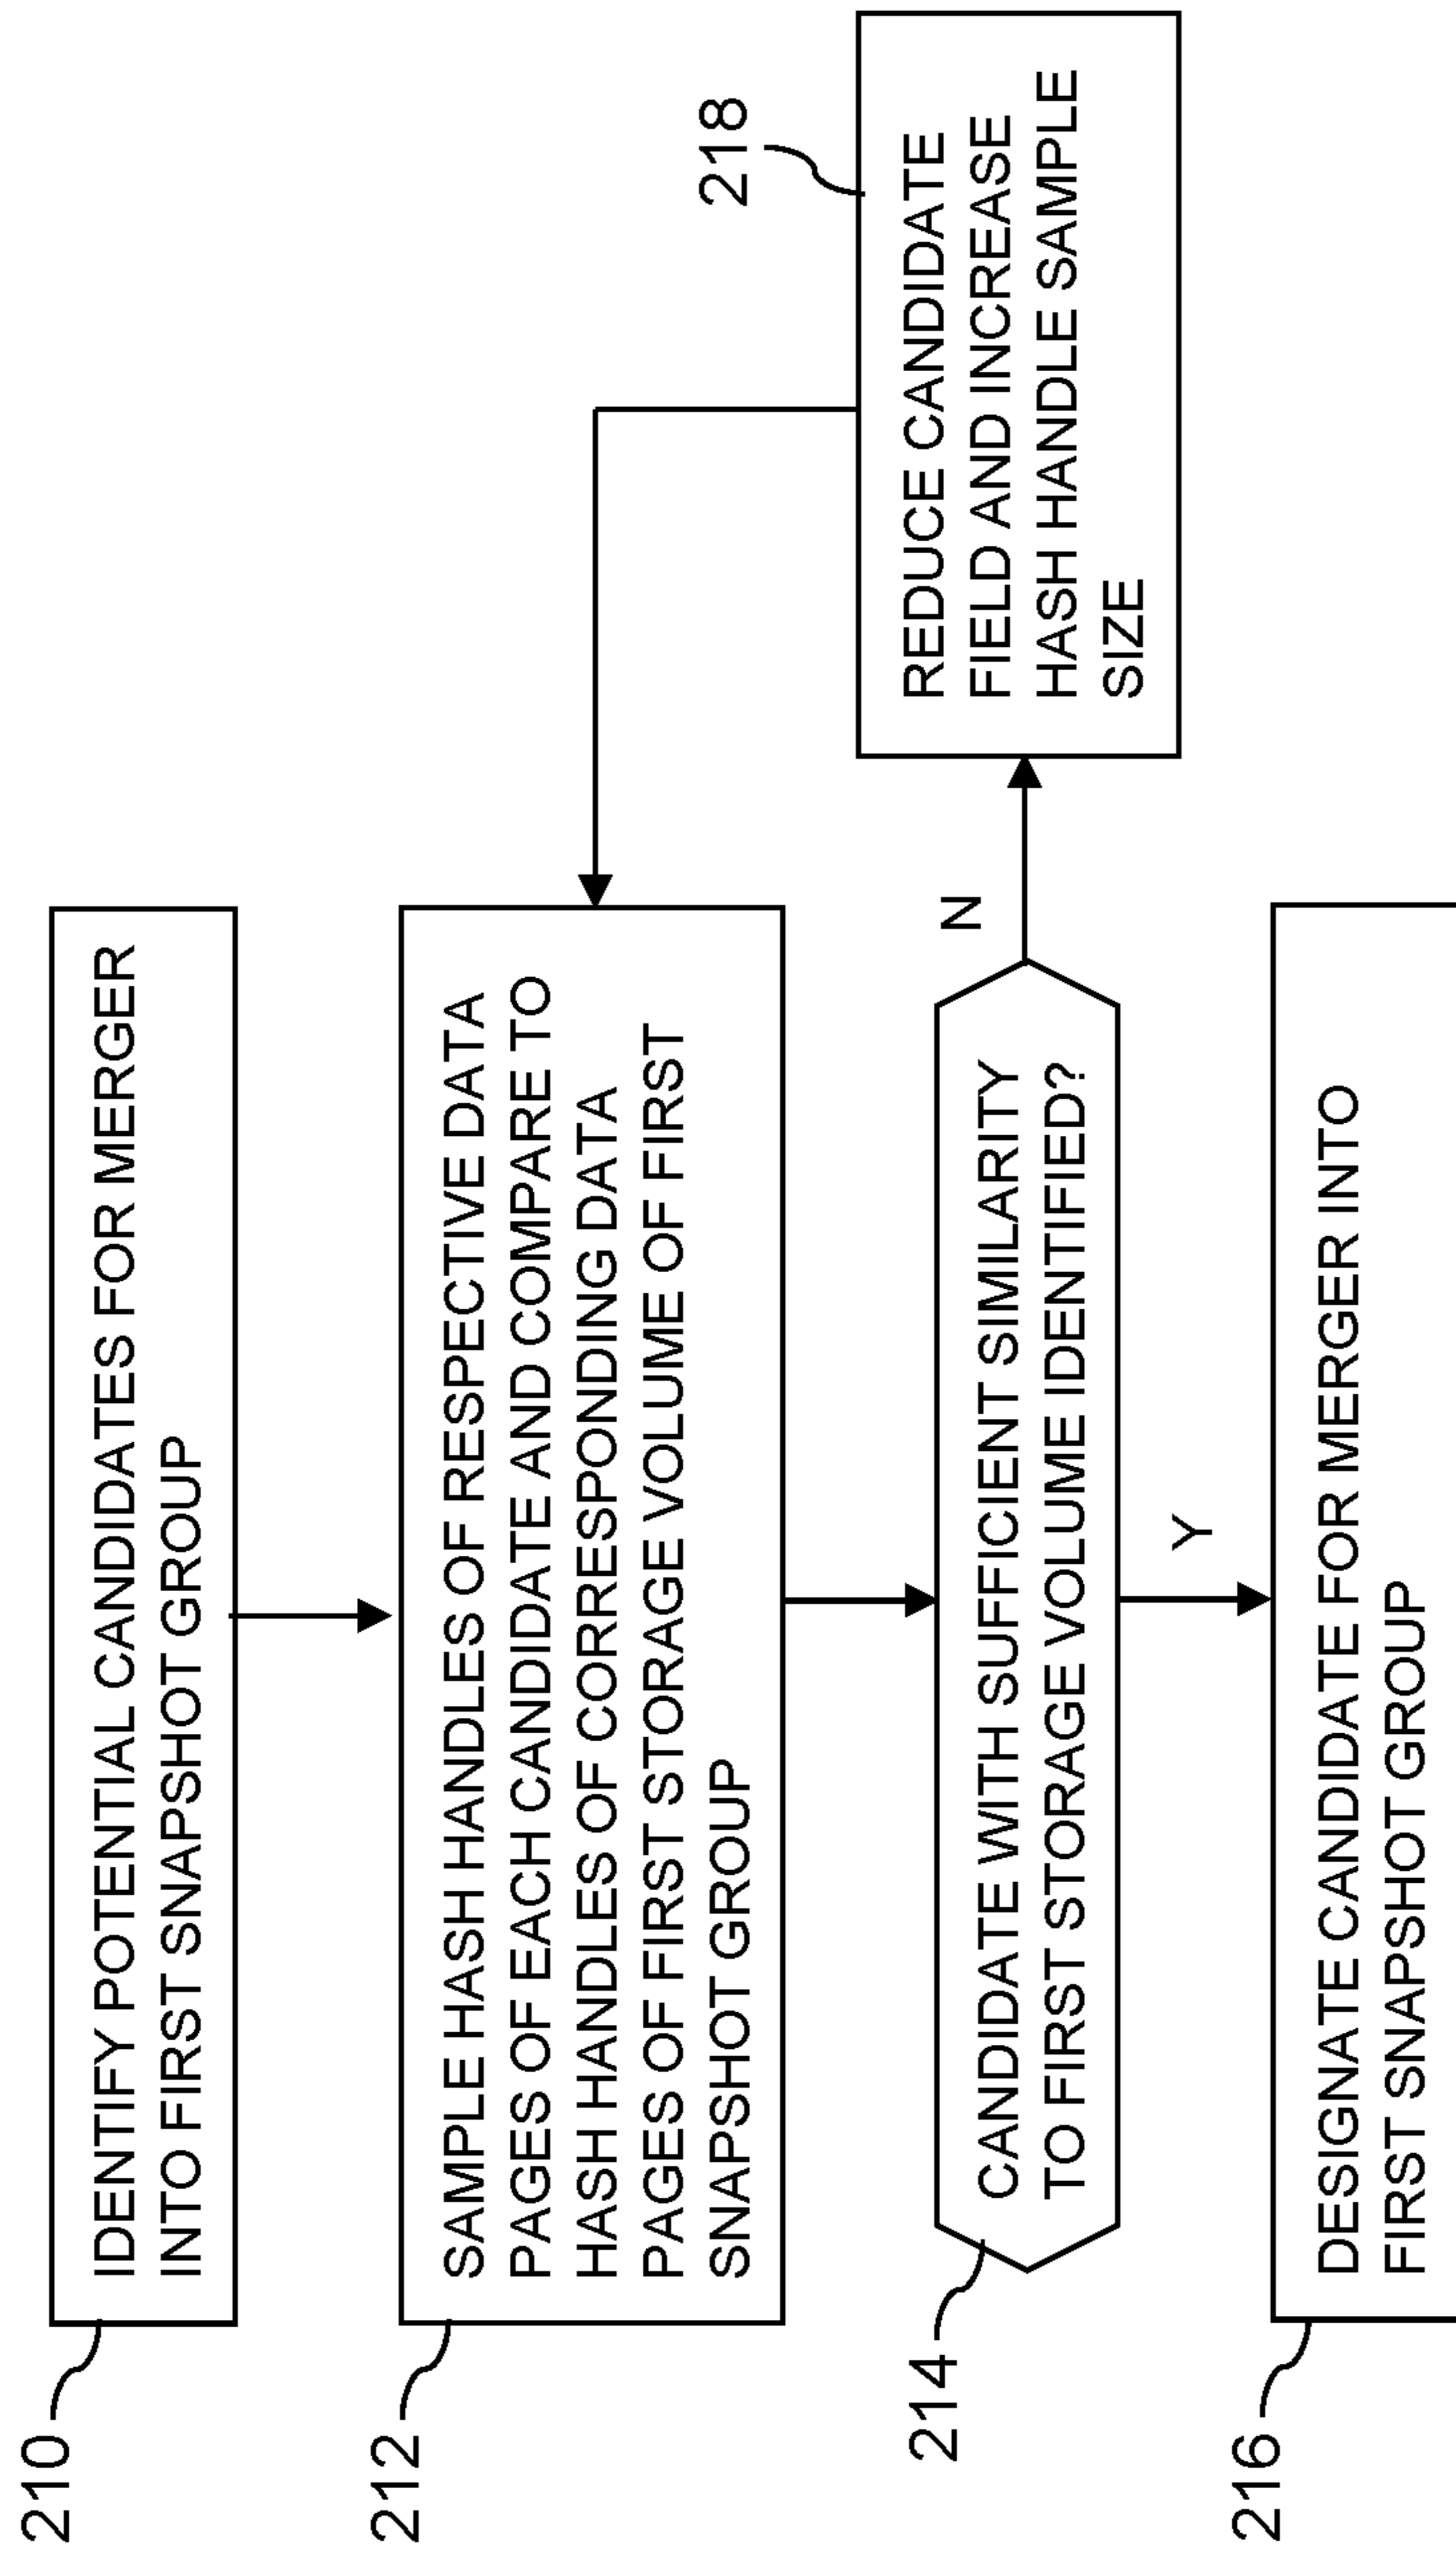 210
IDENTIFY POTENTIAL CANDIDATES FOR MERGER
INTO FIRST SNAPSHOT GROUP
212
SAMPLE HASH HANDLES OF RESPECTIVE DATA
PAGES OF EACH CANDIDATE AND COMPARE TO
HASH HANDLES OF CORRESPONDING DATA
PAGES OF FIRST STORAGE VOLUME OF FIRST
SNAPSHOT GROUP
214
CANDIDATE WITH SUFFICIENT SIMILARITY
TO FIRST STORAGE VOLUME IDENTIFIED?
N
218
REDUCE CANDIDATE
FIELD AND INCREASE
HASH HANDLE SAMPLE
SIZE
Y
216
DESIGNATE CANDIDATE FOR MERGER INTO
FIRST SNAPSHOT GROUP